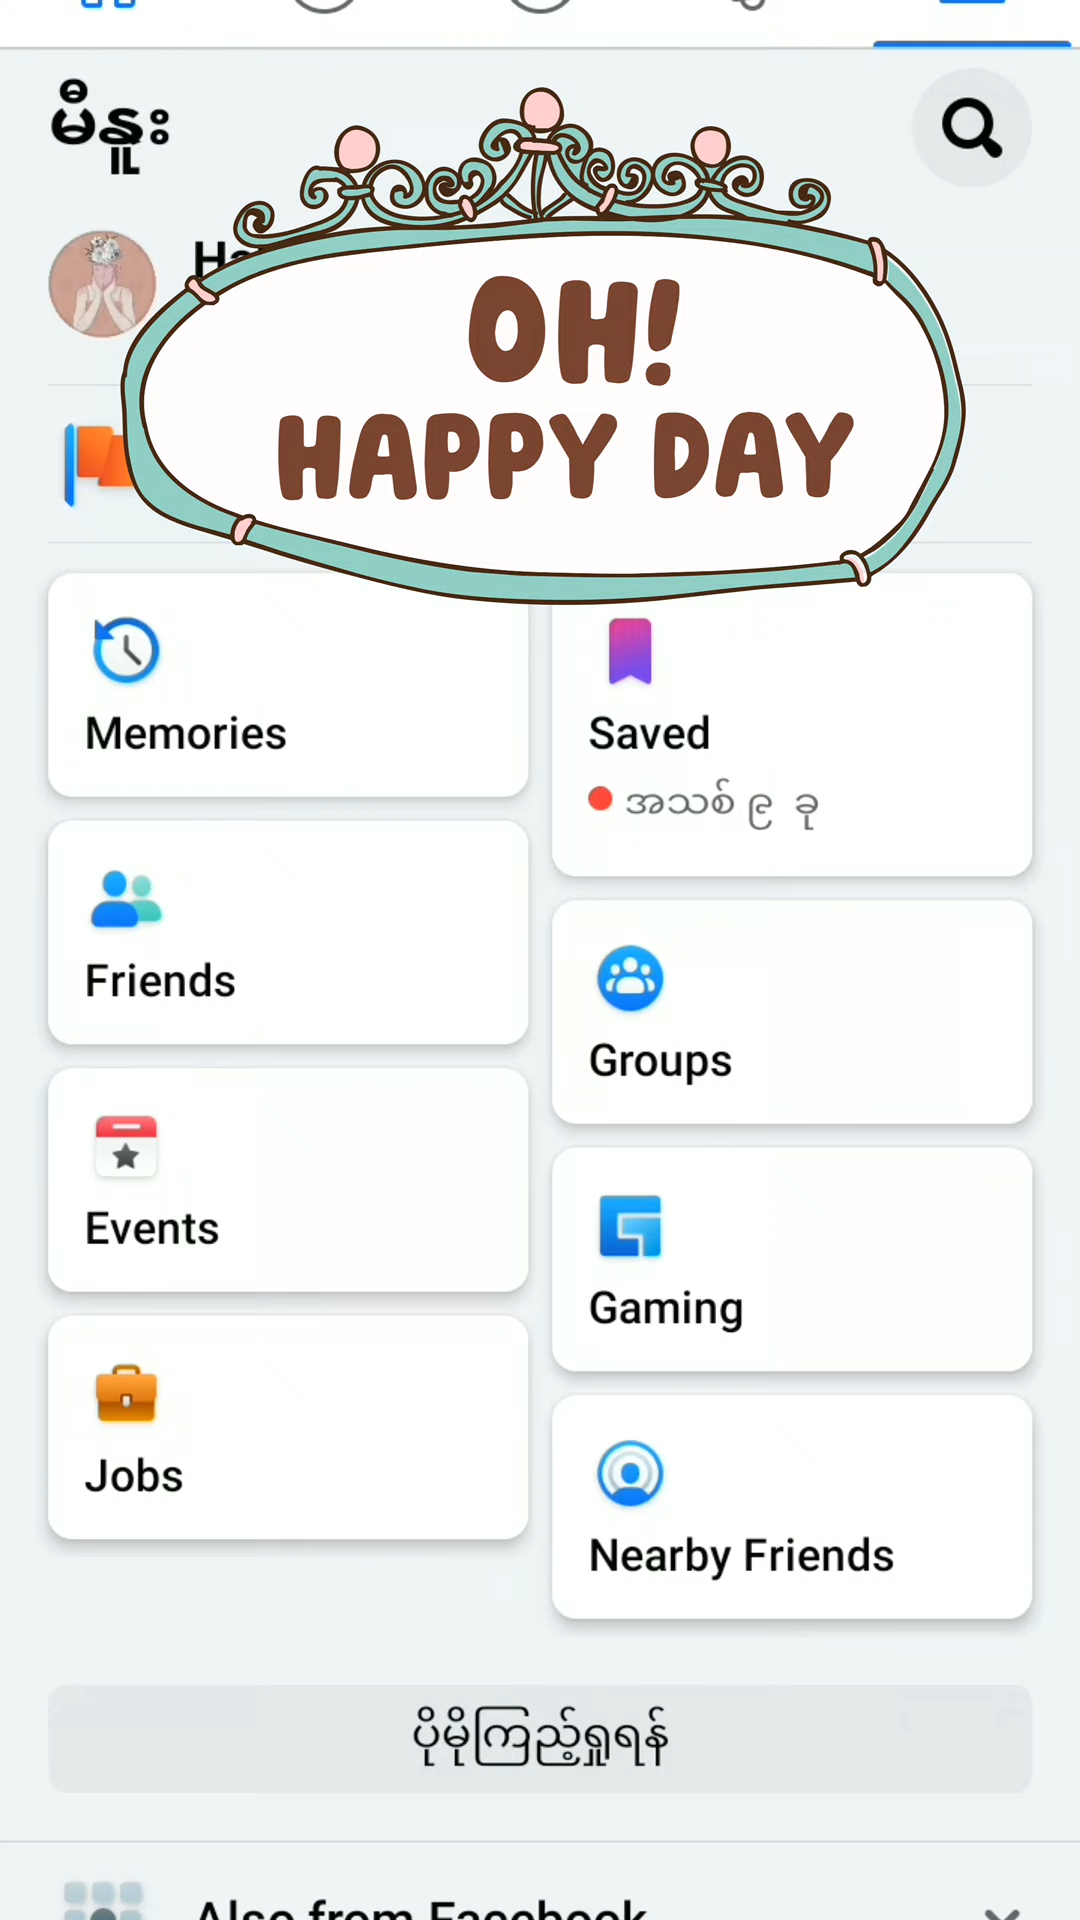 မီနူး
OH!
HAPPY DAY
Memories
Saved
အသစ် ၉ ခု
Friends
Groups
Events
Gaming
Jobs
Nearby Friends
ပိုမိုကြည့်ရှုရန်
Also from Facebook